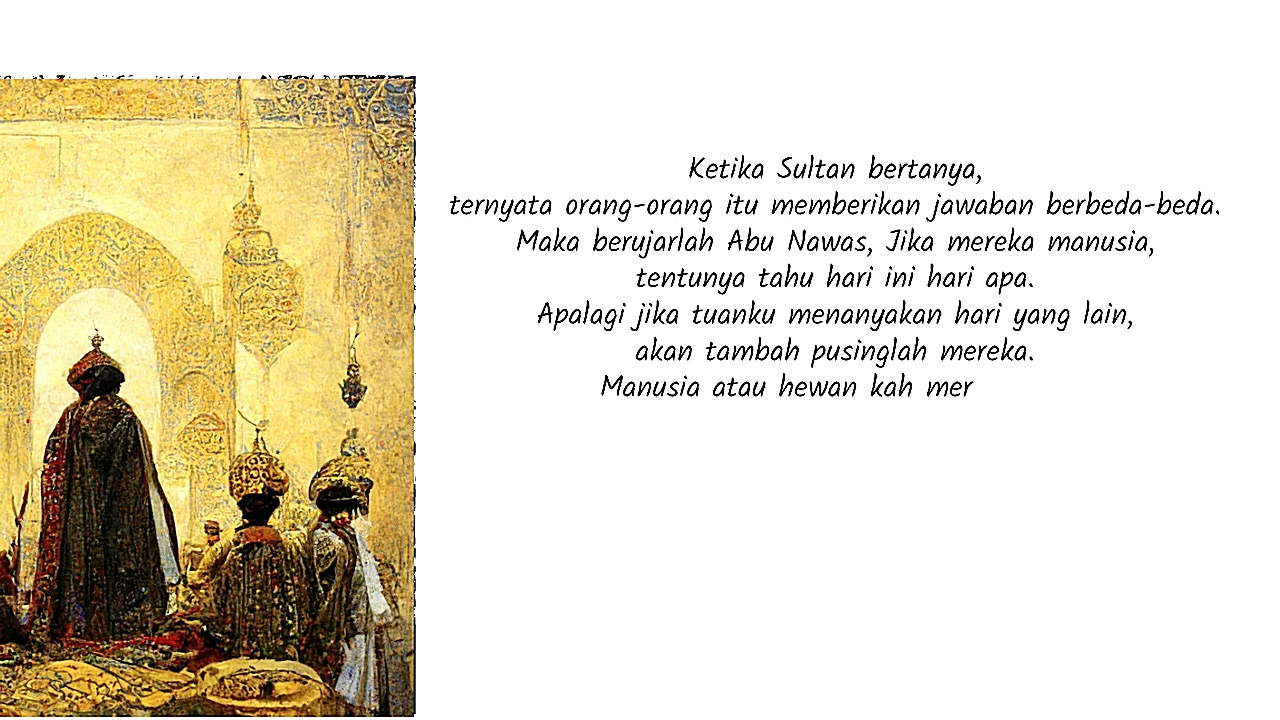 Ketika Sultan bertanya,
ternyata orang-orang itu memberikan jawaban berbeda-beda.
Maka berujarlah Abu Nawas, Jika mereka manusia,
tentunya tahu hari ini hari apa.
Apalagi jika tuanku menanyakan hari yang lain,
akan tambah pusinglah mereka.
Manusia atau hewan kah mer